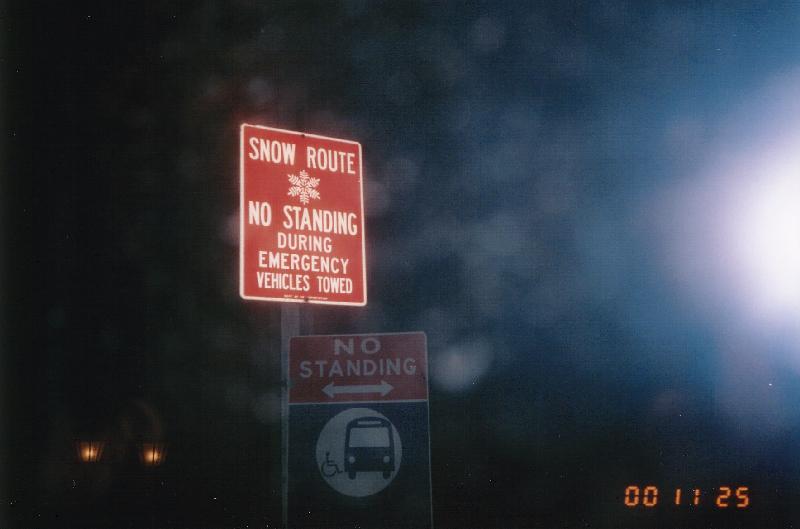 SNOW ROUTE
NO STANDING
DURING
EMERGENCY
VEHICLES TOWED
NO
STANDING
00 11 25